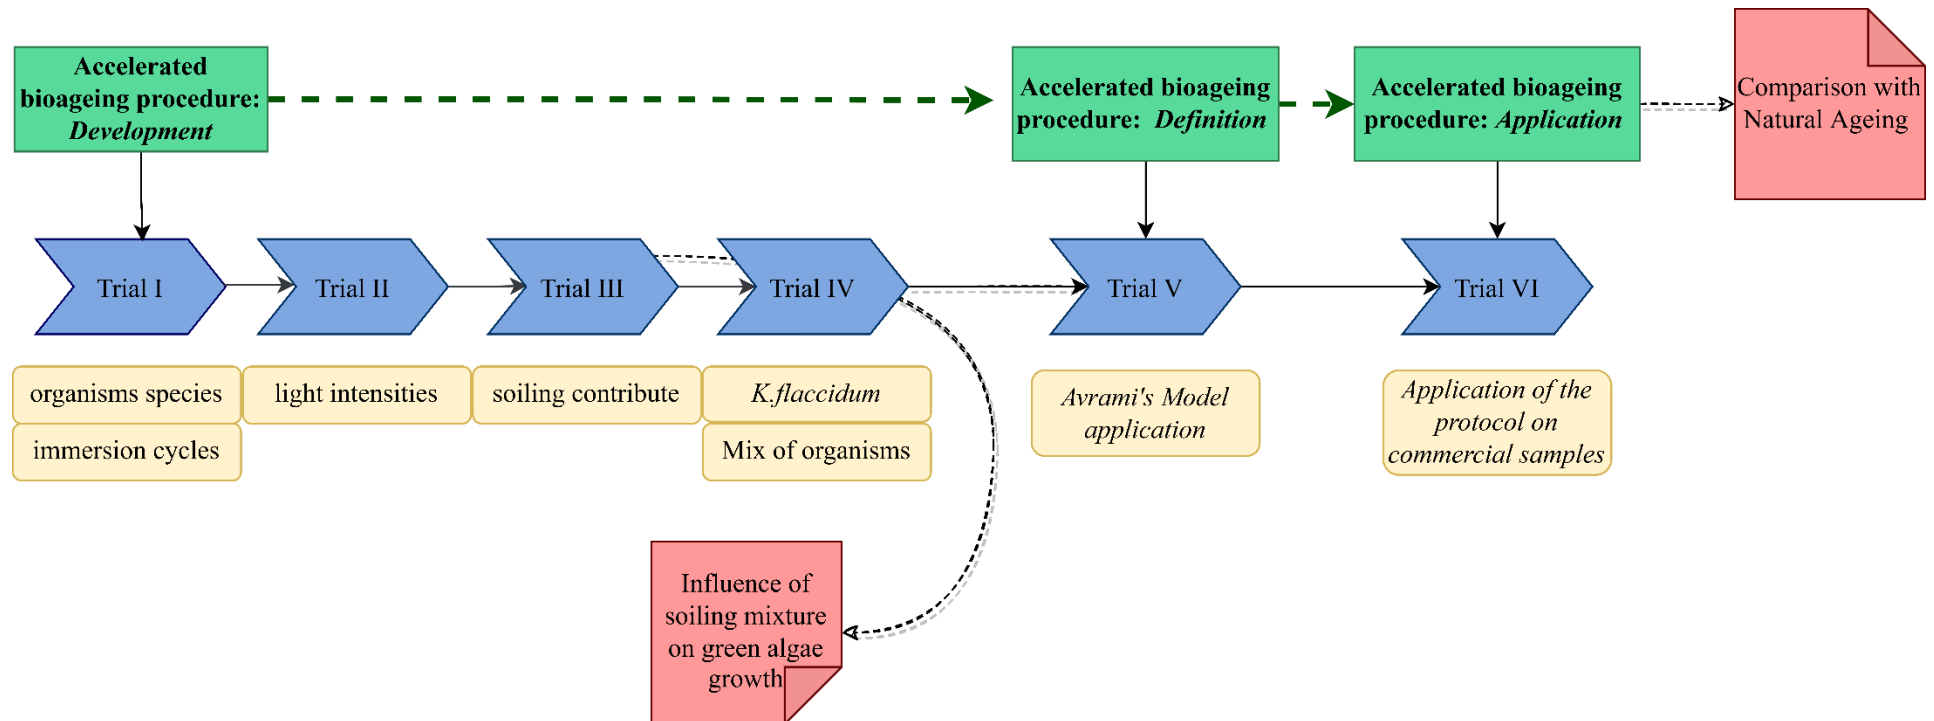 Accelerated
bioageing procedure:
Development
Accelerated bioageing
procedure: Definition
Accelerated bioageing
procedure: Application
Comparison with
Natural Ageing
Trial I
Trial II
Trial III
Trial IV
Trial V
Trial VI
organisms species
immersion cycles
light intensities
soiling contribute
K.flaccidum
Mix of organisms
Avrami's Model
application
Application of the
protocol on
commercial samples
Influence of
soiling mixture
on green algae
growth